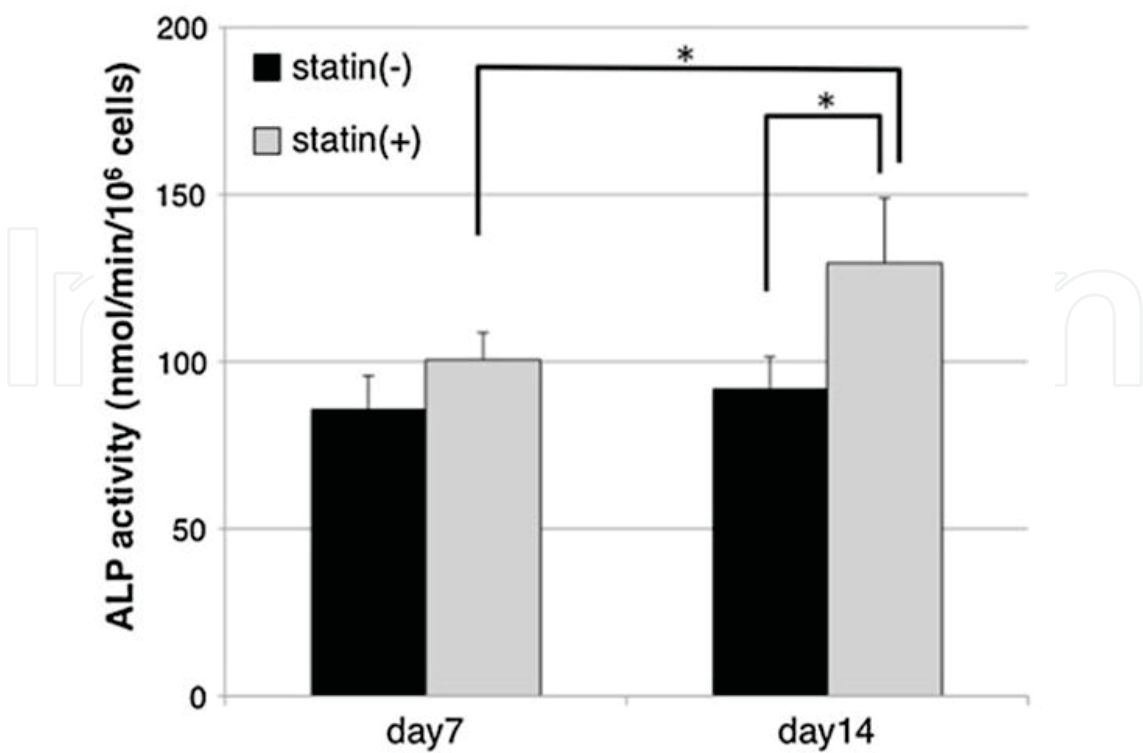 200
statin(-)
statin(+)
*
*
150
100
50
0
ALP activity (nmol/min/10⁶ cells)
day7
day14